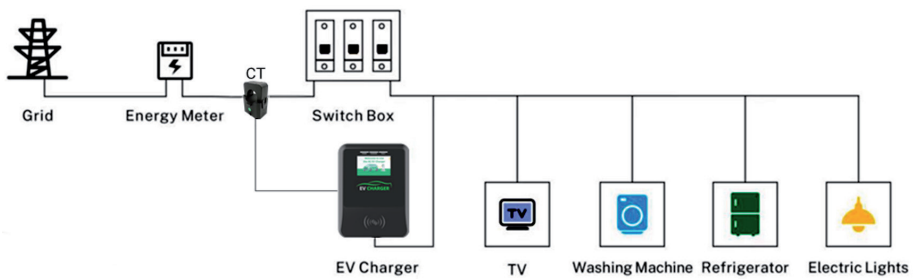 CT
Grid
Energy Meter
Switch Box
EV CHARGER
TV
EV Charger
TV
Washing Machine
Refrigerator
Electric Lights